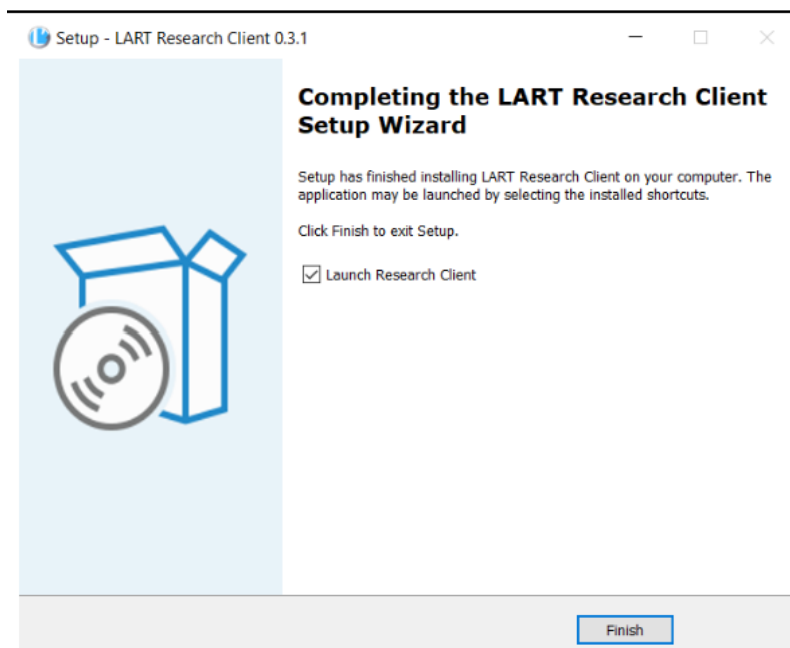 Setup - LART Research Client 0.3.1
Completing the LART Research Client
Setup Wizard
Setup has finished installing LART Research Client on your computer. The
application may be launched by selecting the installed shortcuts.
Click Finish to exit Setup.
Launch Research Client
Finish